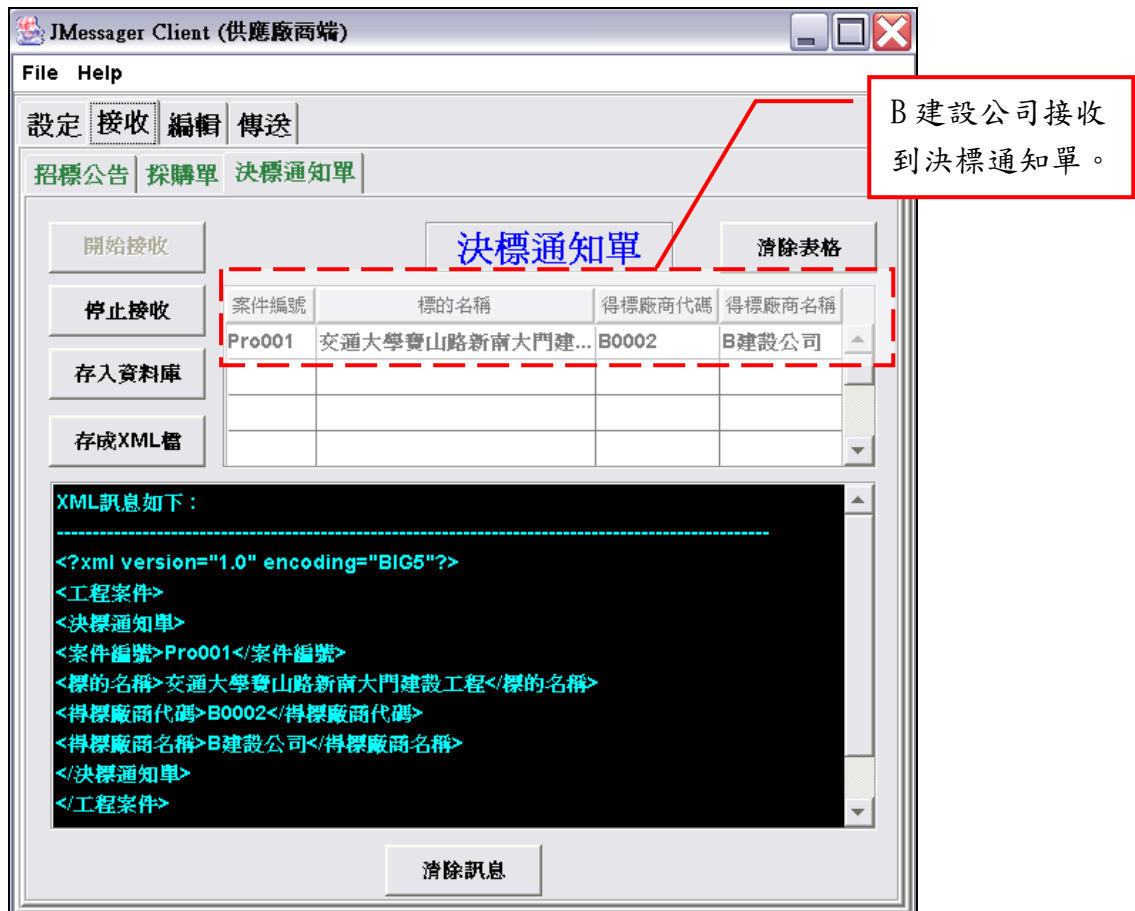 JMessager Client (供應廠商端)
File Help
設定 接收 編輯 傳送
招標公告 採購單 決標通知單
B 建設公司接收
到決標通知單。
開始接收
決標通知單
清除表格
停止接收
存入資料庫
存成XML檔
案件編號 標的名稱 得標廠商代碼 得標廠商名稱
Pro001 交通大學寶山路新南大門建... B0002 B建設公司
XML訊息如下：
----------------------------------------------------------------------------------------------------
<?xml version="1.0" encoding="BIG5"?>
<工程案件>
<決標通知單>
<案件編號>Pro001</案件編號>
<標的名稱>交通大學寶山路新南大門建設工程</標的名稱>
<得標廠商代碼>B0002</得標廠商代碼>
<得標廠商名稱>B建設公司</得標廠商名稱>
</決標通知單>
</工程案件>
清除訊息